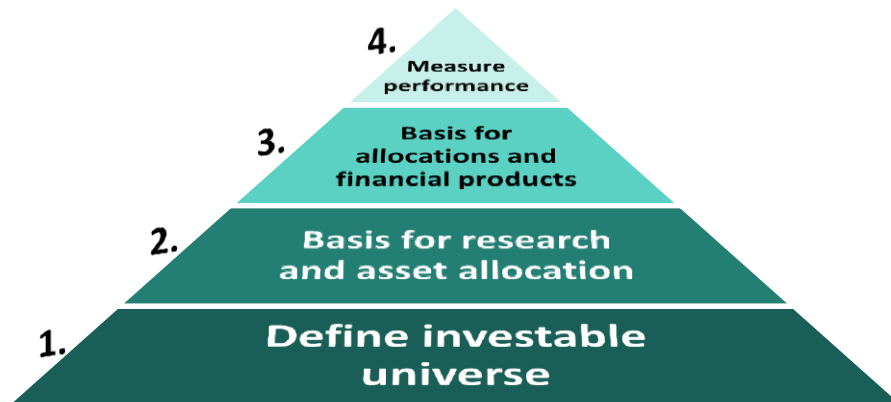 4.
Measure
performance
3.
Basis for
allocations and
financial products
2.
Basis for research
and asset allocation
1.
Define investable
universe